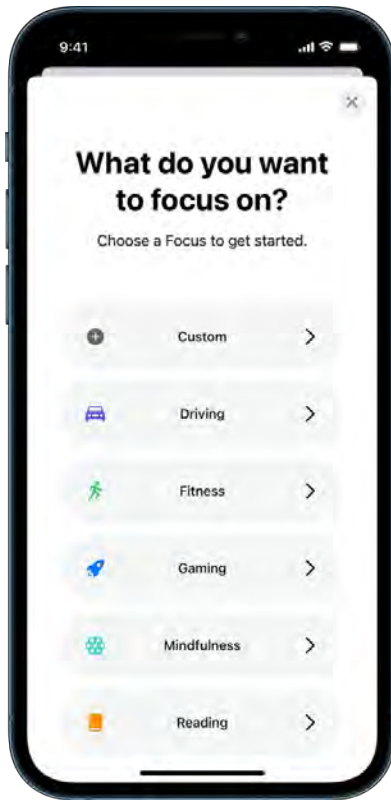 9:41
What do you want
to focus on?
Choose a Focus to get started.
Custom
Driving
Fitness
Gaming
Mindfulness
Reading